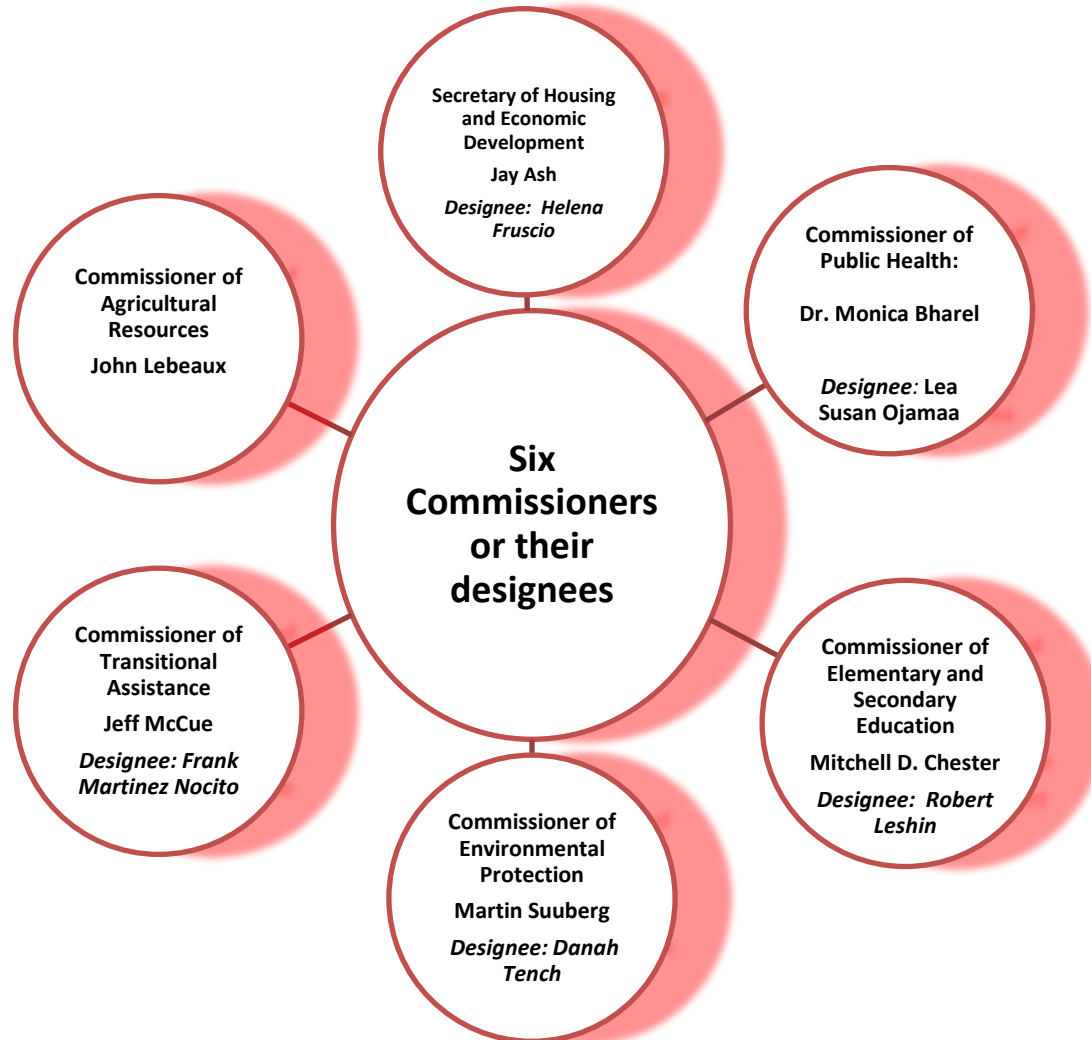 Secretary of Housing
and Economic
Development
Jay Ash
Designee:  Helena
Fruscio
Commissioner of
Public Health:
Dr. Monica Bharel
Designee: Lea
Susan Ojamaa
Commissioner of
Agricultural
Resources
John Lebeaux
Six
Commissioners
or their
designees
Commissioner of
Transitional
Assistance
Jeff McCue
Designee: Frank
Martinez Nocito
Commissioner of
Elementary and
Secondary
Education
Mitchell D. Chester
Designee:  Robert
Leshin
Commissioner of
Environmental
Protection
Martin Suuberg
Designee: Danah
Tench